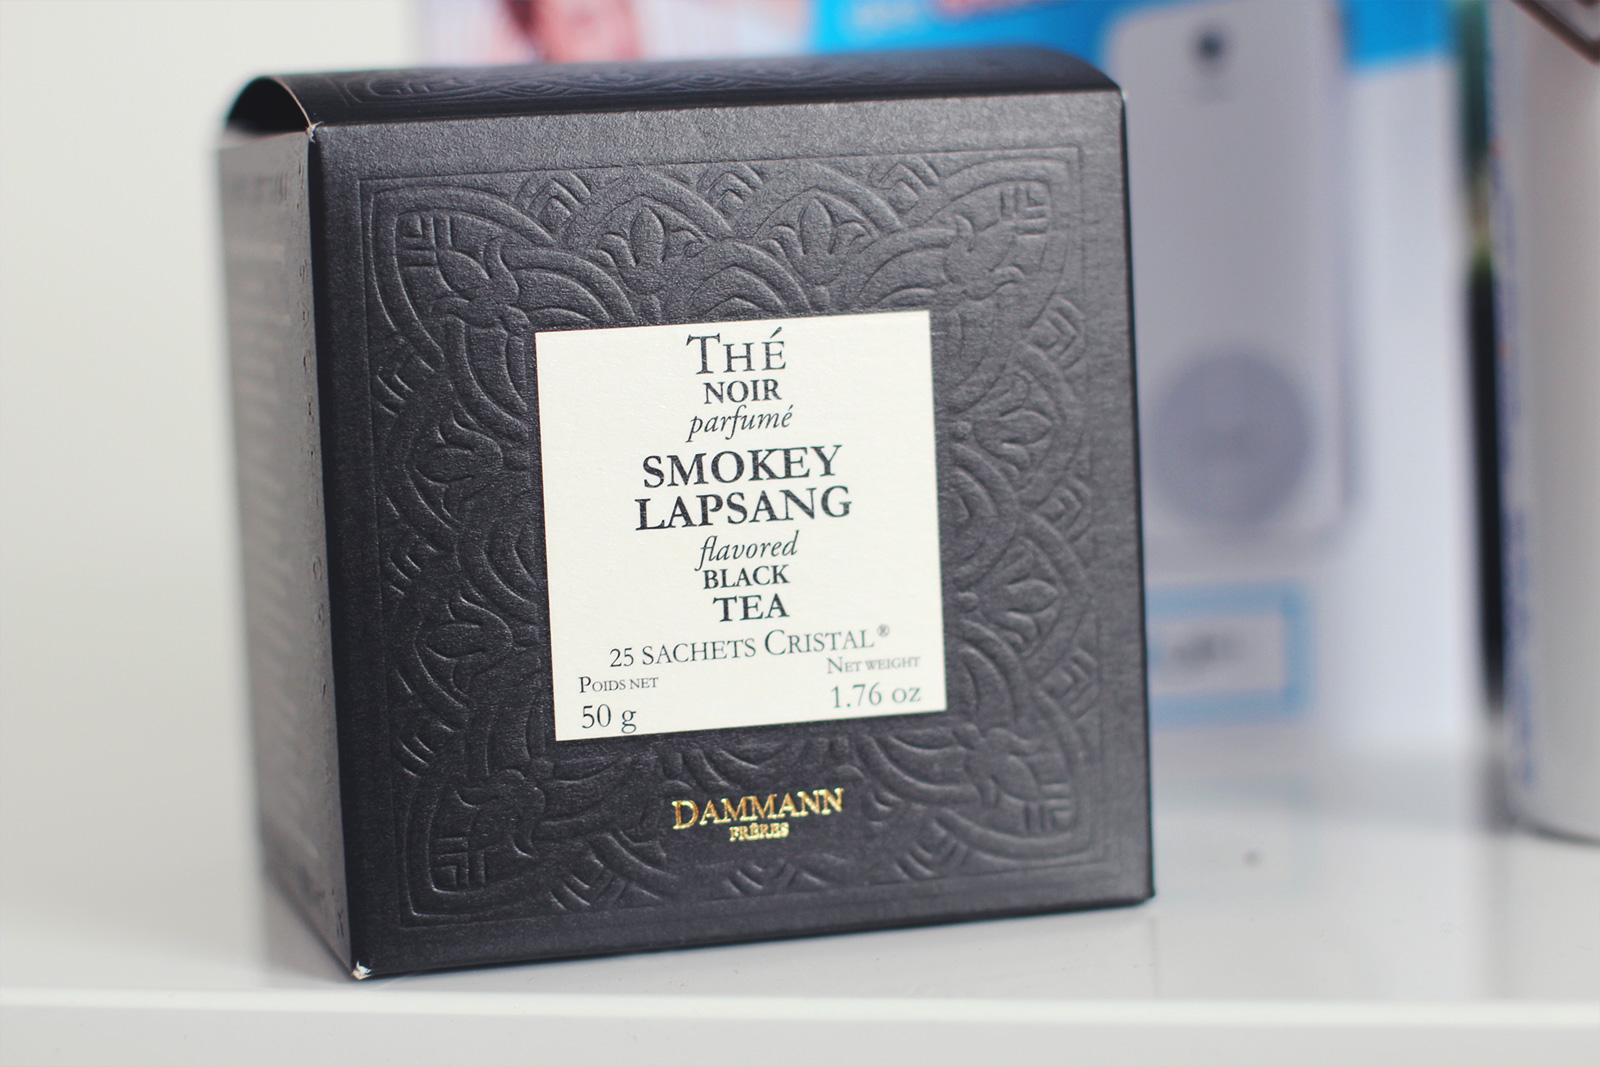 THÉ
NOIR
parfumé
SMOKEY
LAPSANG
flavored
BLACK
TEA
25 SACHETS CRISTAL®
POIDS NET
NET WEIGHT
50 g
1.76 oz
DAMMANN
FRÈRES